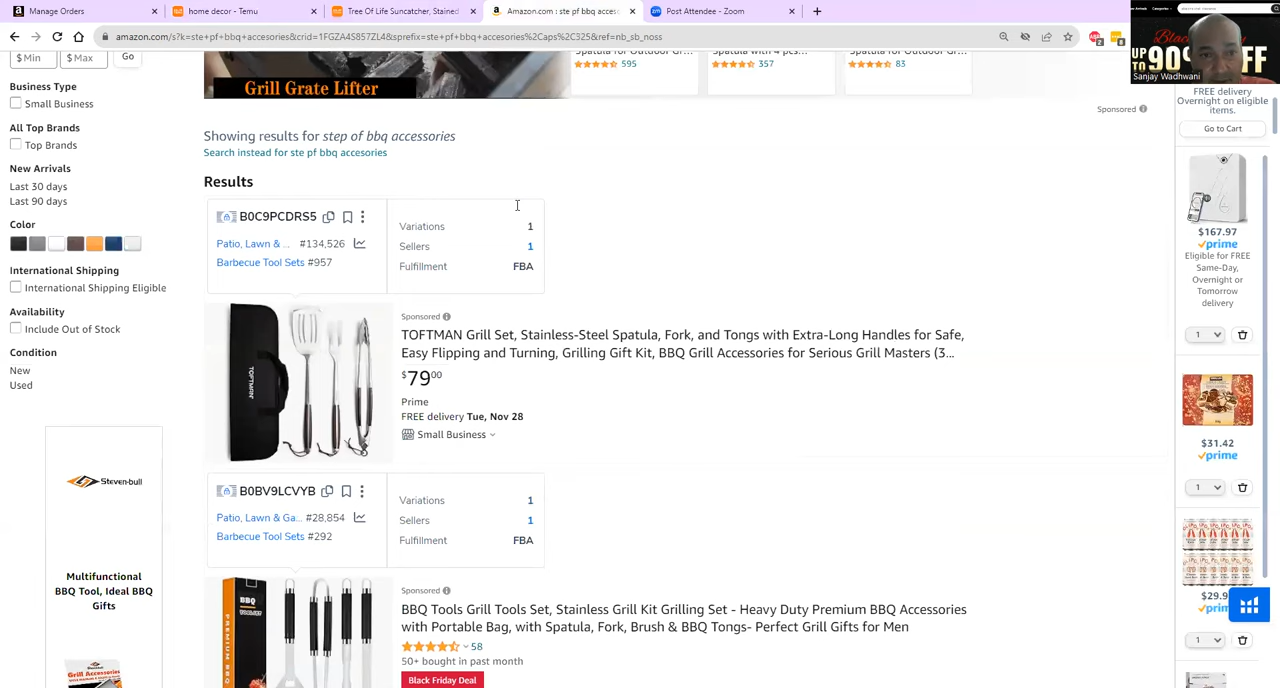 Manage Orders
home decor - Temu
Tree Of Life Suncatcher, Stained
Amazon.com : ste pf bbq acces
Post Attendee - Zoom
amazon.com/s?k=ste+pf+bbq+accesories&crid=1FGZA4S857ZL4&sprefix=ste+pf+bbq+accesories%2Caps%2C325&ref=nb_sb_noss
UP TO 90% OFF
Sanjay Wadhwani
$ Min
$ Max
Go
Business Type
Small Business
All Top Brands
Top Brands
New Arrivals
Last 30 days
Last 90 days
Color
International Shipping
International Shipping Eligible
Availability
Include Out of Stock
Condition
New
Used
Steven-bull
Multifunctional
BBQ Tool, Ideal BBQ
Gifts
Grill Grate Lifter
Spatula for Outdoor Gr...
595
Spatula with 4 pcs...
357
Spatula for Outdoor Gr...
83
Sponsored
Showing results for step of bbq accessories
Search instead for ste pf bbq accesories
Results
B0C9PCDRS5
Patio, Lawn & .. #134,526
Barbecue Tool Sets #957
Variations 1
Sellers 1
Fulfillment FBA
TOFTMAN
Sponsored
TOFTMAN Grill Set, Stainless-Steel Spatula, Fork, and Tongs with Extra-Long Handles for Safe,
Easy Flipping and Turning, Grilling Gift Kit, BBQ Grill Accessories for Serious Grill Masters (3...
$79 00
Prime
FREE delivery Tue, Nov 28
Small Business
B0BV9LCVYB
Patio, Lawn & Ga... #28,854
Barbecue Tool Sets #292
Variations 1
Sellers 1
Fulfillment FBA
BBQ
PREMIUM BBQ
Sponsored
BBQ Tools Grill Tools Set, Stainless Grill Kit Grilling Set - Heavy Duty Premium BBQ Accessories
with Portable Bag, with Spatula, Fork, Brush & BBQ Tongs- Perfect Grill Gifts for Men
58
50+ bought in past month
Black Friday Deal
FREE delivery
Overnight on eligible
items.
Go to Cart
$167.97
prime
Eligible for FREE
Same-Day,
Overnight or
Tomorrow
delivery
1
$31.42
prime
1
$29.9
prim
1